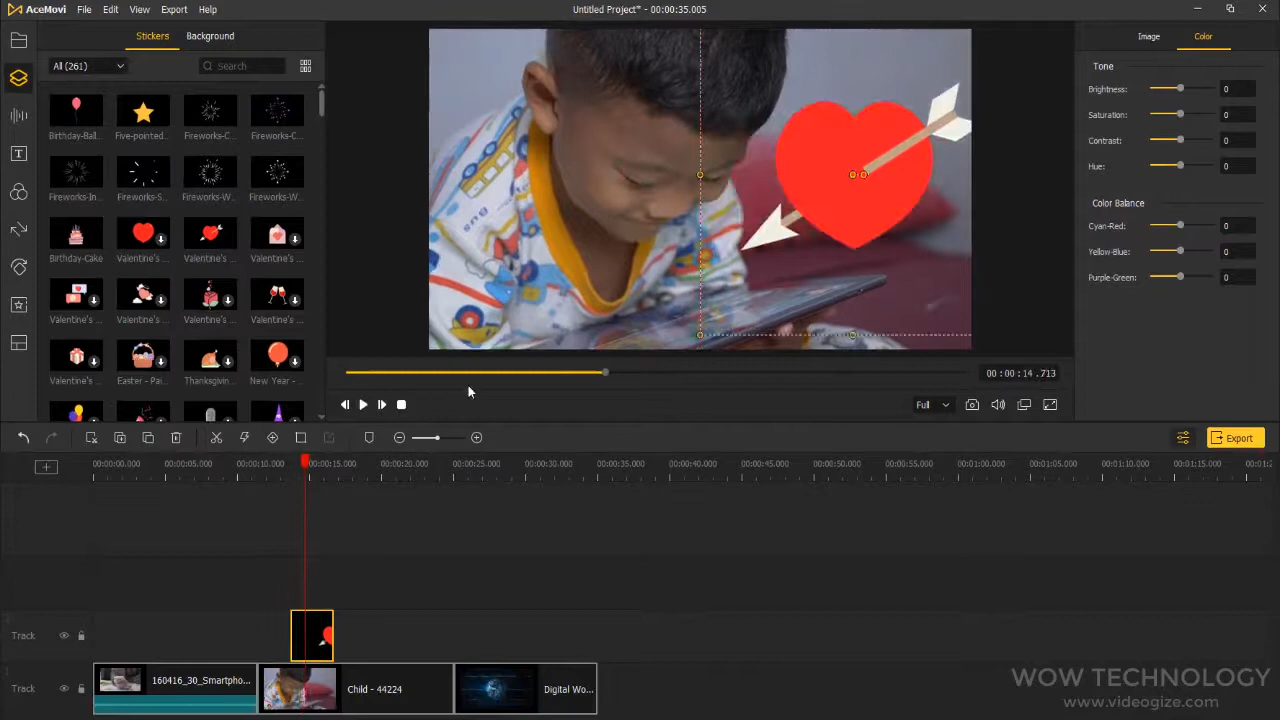 AceMovi File Edit View Export Help Untitled Project* - 00:00:35.005
Stickers Background Image Color
All (261) Search Tone
Brightness: 0
Birthday-Ball... Five-pointed... Fireworks-C... Fireworks-C... Saturation: 0
Contrast: 0
Hue: 0
Fireworks-In... Fireworks-S... Fireworks-W... Fireworks-W... Color Balance
Cyan-Red: 0
Birthday-Cake Valentine's ... Valentine's ... Valentine's ... Yellow-Blue: 0
Purple-Green: 0
Valentine's ... Valentine's ... Valentine's ... Valentine's ...
Valentine's ... Easter - Pai... Thanksgivin... New Year - ... 00:00:14.713
Full
Export
00:00:00.000 00:00:05.000 00:00:10.000 00:00:15.000 00:00:20.000 00:00:25.000 00:00:30.000 00:00:35.000 00:00:40.000 00:00:45.000 00:00:50.000 00:00:55.000 00:01:00.000 00:01:05.000 00:01:10.000 00:01:15.000
Track
Track 160416_30_Smartpho... Child - 44224 Digital Wo...
WOW TECHNOLOGY
www.videogize.com